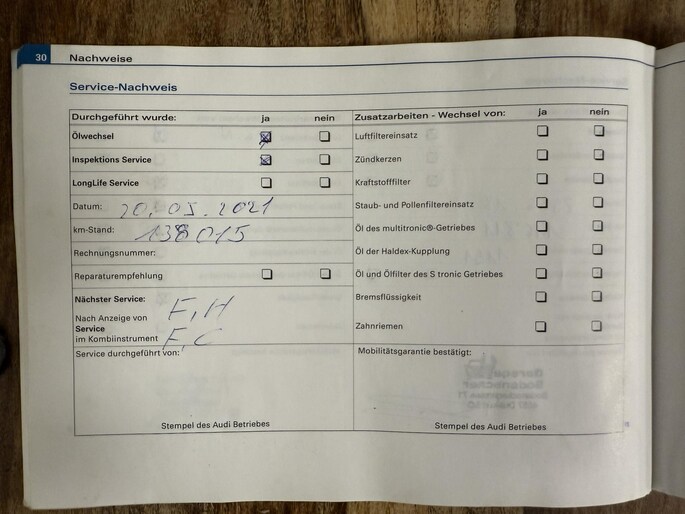 30 Nachweise
Service-Nachweis
Durchgeführt wurde: ja nein
Ölwechsel
Inspektions Service
LongLife Service
Datum: 20.05.2021
km-Stand: 138015
Rechnungsnummer:
Reparaturempfehlung
Nächster Service:
Nach Anzeige von
Service
im Kombiinstrument
F,H
F,C
Service durchgeführt von:
Stempel des Audi Betriebes
Zusatzarbeiten - Wechsel von: ja nein
Luftfiltereinsatz
Zündkerzen
Kraftstofffilter
Staub- und Pollenfiltereinsatz
Öl des multitronic®-Getriebes
Öl der Haldex-Kupplung
Öl und Ölfilter des S tronic Getriebes
Bremsflüssigkeit
Zahnriemen
Mobilitätsgarantie bestätigt:
Stempel des Audi Betriebes